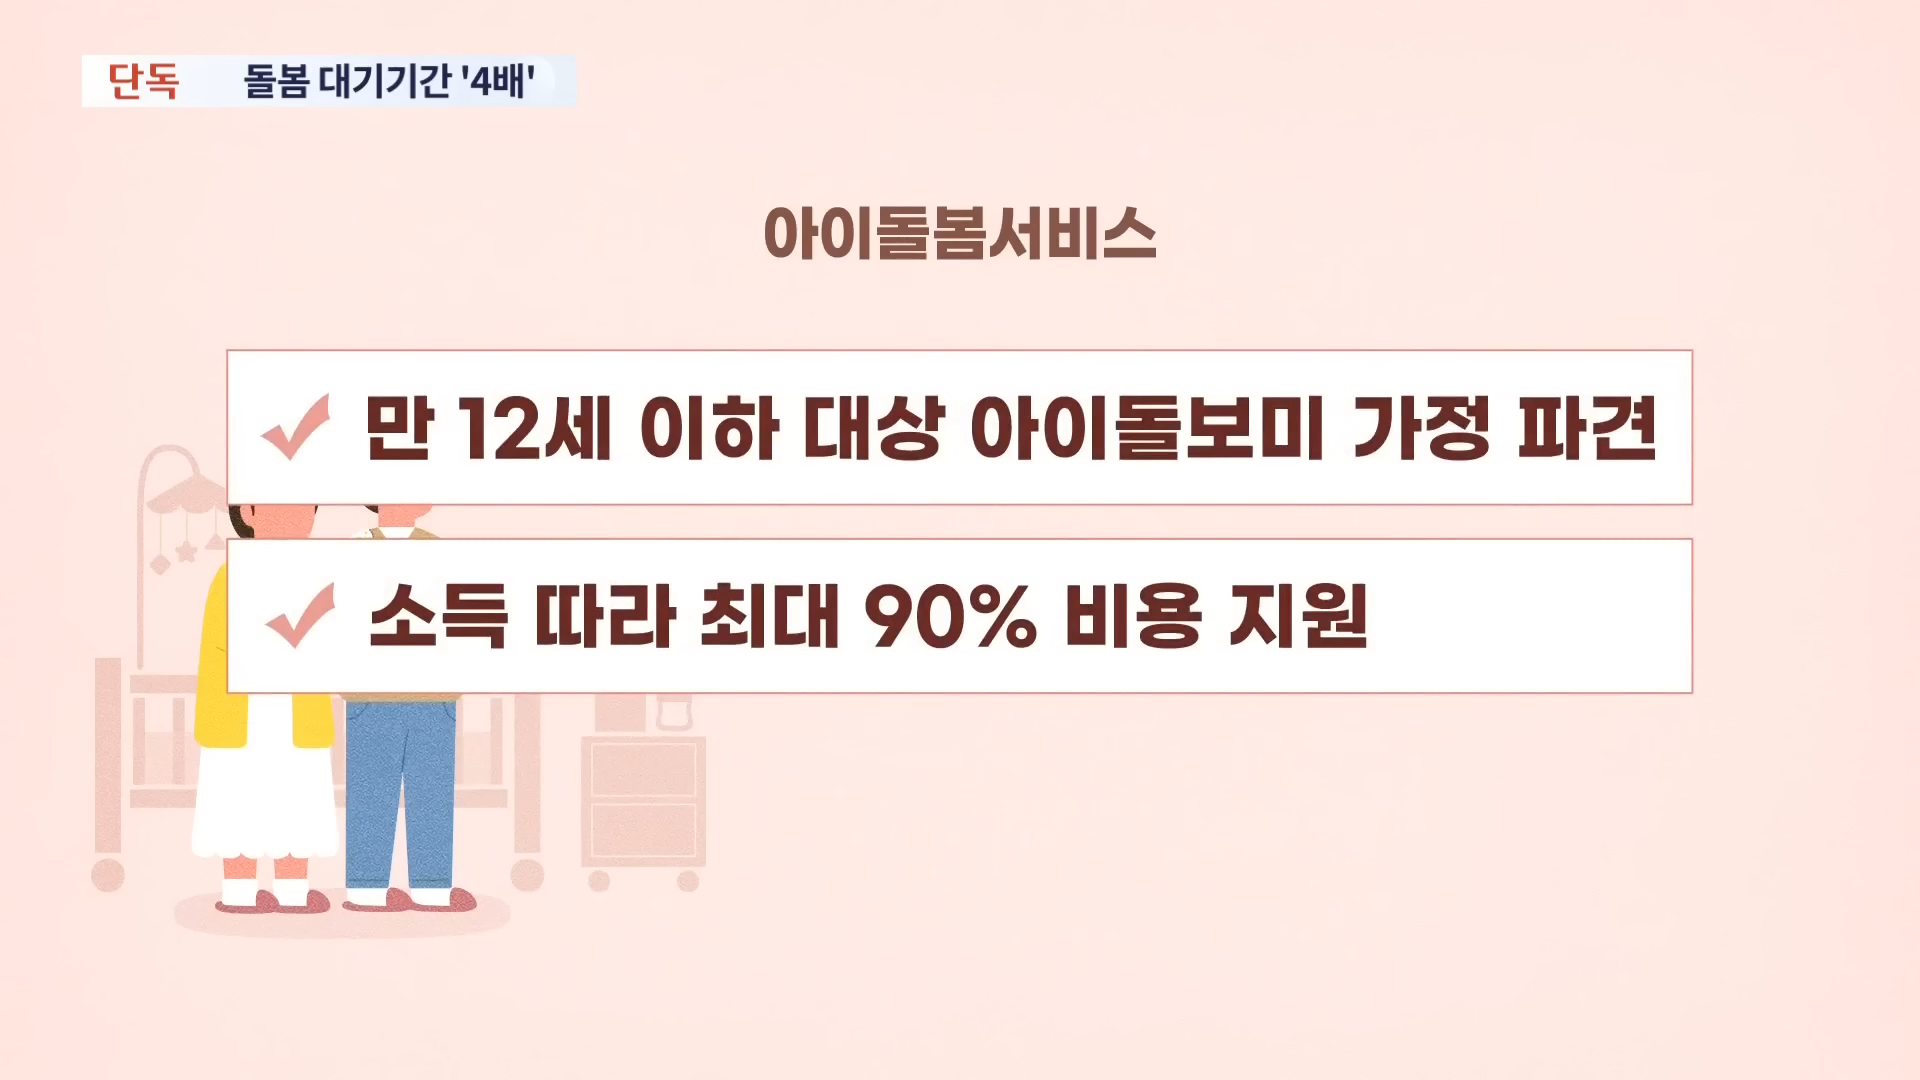 단독 돌봄 대기기간 '4배'
아이돌봄서비스
만 12세 이하 대상 아이돌보미 가정 파견
소득 따라 최대 90% 비용 지원